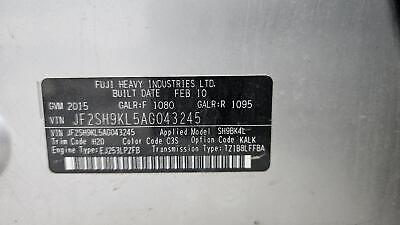 FUJI HEAVY INDUSTRIES LTD.
BUILT DATE FEB 10
GVM 2015 GALR:F 1080 GALR:R 1095
VIN JF2SH9KL5AG043245
VIN JF2SH9KL5AG043245 Applied Model SH9BK4L
Trim Code H20 Color Code C3S Option Code KALK
Engine Type: EJ253LPZFB Transmission Type: TZ1B8LFFBA